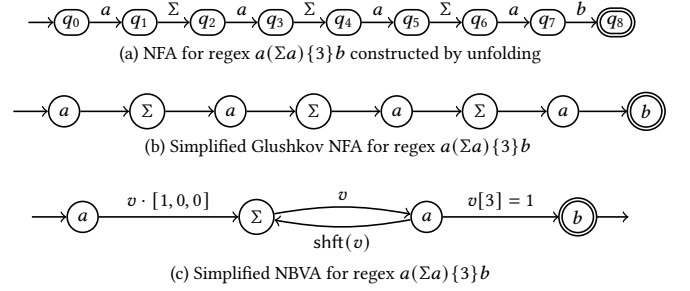 a Σ a Σ a Σ a b
q0 q1 q2 q3 q4 q5 q6 q7 q8
(a) NFA for regex a(Σa){3}b constructed by unfolding
a Σ a Σ a Σ a b
(b) Simplified Glushkov NFA for regex a(Σa){3}b
v · [1, 0, 0] v v[3] = 1
a Σ a b
shft(v)
(c) Simplified NBVA for regex a(Σa){3}b